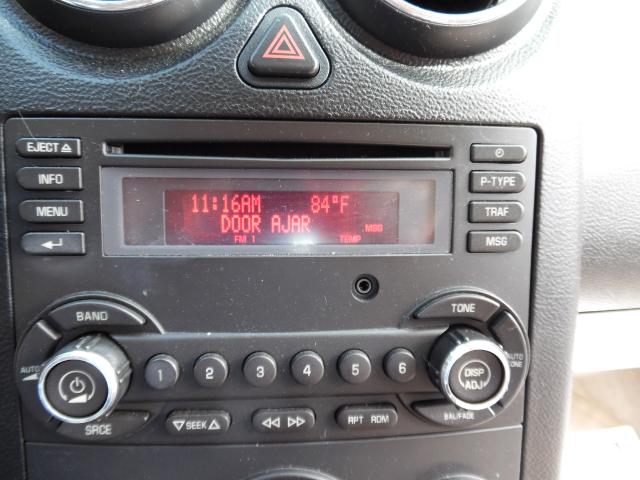 EJECT
INFO
MENU
11:16AM 84°F
DOOR AJAR MSG
FM 1 TEMP
P-TYPE
TRAF
MSG
BAND
TONE
AUTO
1 2 3 4 5 6
DISP
ADJ
AUTO
TONE
SRCE
SEEK
RPT RDM
BAL/FADE